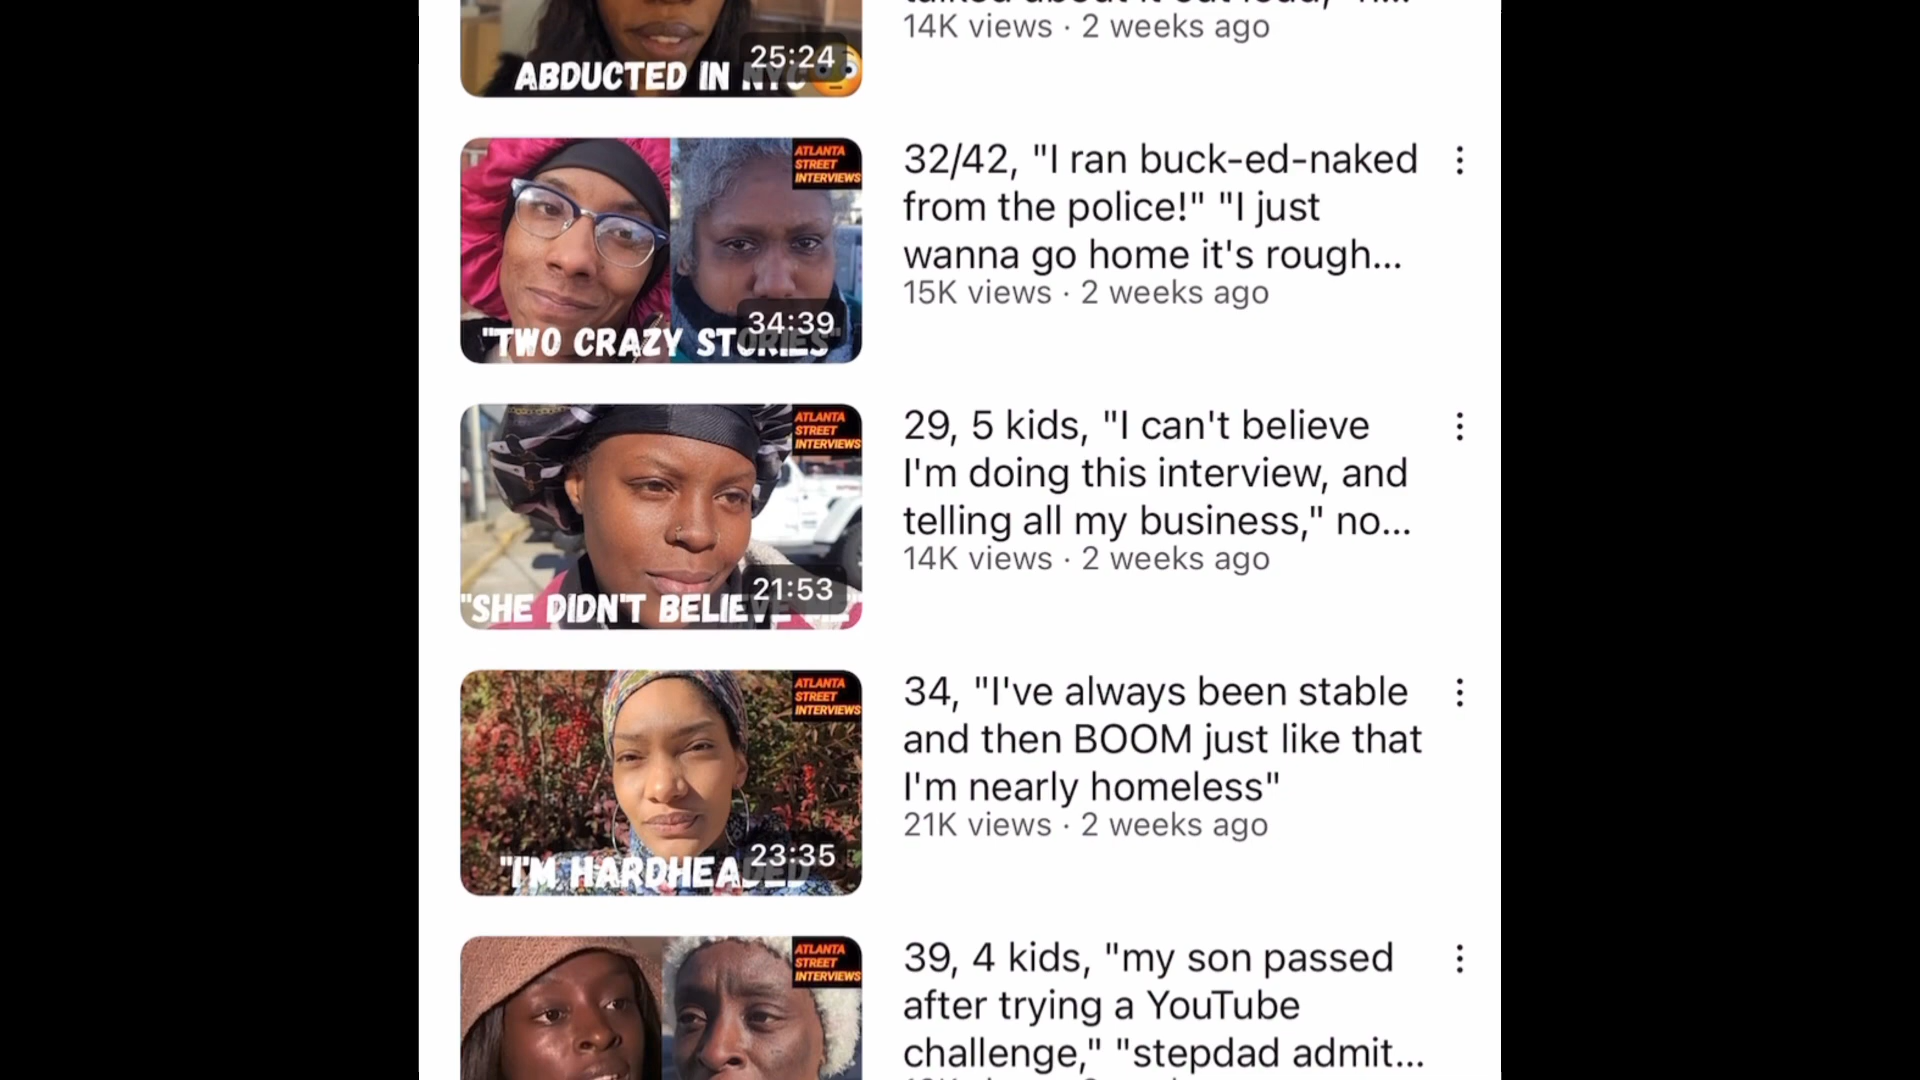 14K views · 2 weeks ago
25:24
ABDUCTED IN NYC
ATLANTA
STREET
INTERVIEWS
"TWO CRAZY STORIES"
34:39
32/42, "I ran buck-ed-naked
from the police!" "I just
wanna go home it's rough...
15K views · 2 weeks ago
ATLANTA
STREET
INTERVIEWS
"SHE DIDN'T BELIEVE ME"
21:53
29, 5 kids, "I can't believe
I'm doing this interview, and
telling all my business," no...
14K views · 2 weeks ago
ATLANTA
STREET
INTERVIEWS
"I'M HARDHEADED
23:35
34, "I've always been stable
and then BOOM just like that
I'm nearly homeless"
21K views · 2 weeks ago
ATLANTA
STREET
INTERVIEWS
39, 4 kids, "my son passed
after trying a YouTube
challenge," "stepdad admit...